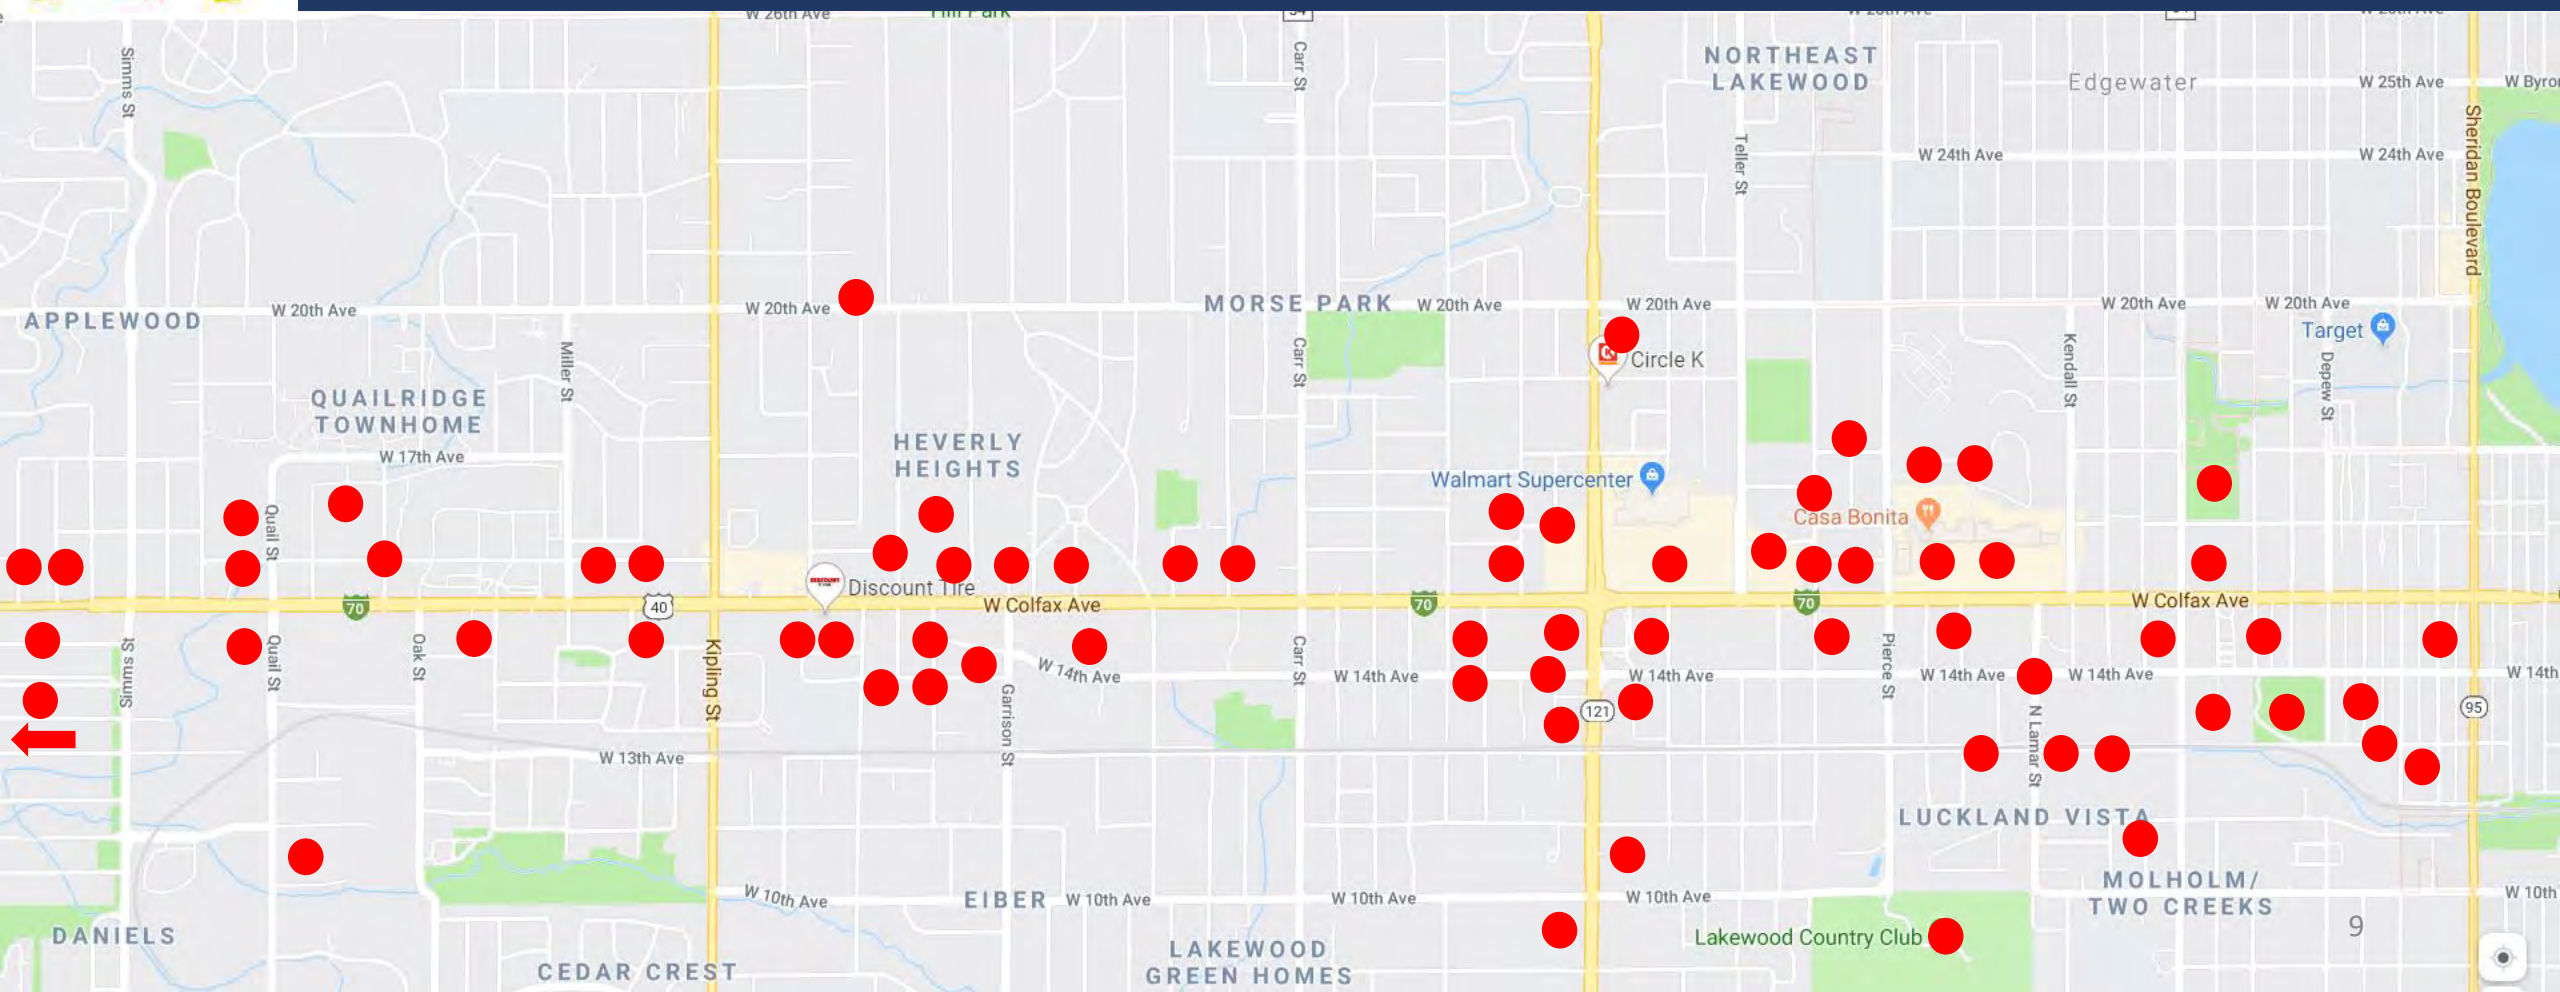 W 26th Ave
Simms St
Carr St
NORTHEAST
LAKEWOOD
Edgewater
W 25th Ave
W Byro
Sheridan Boulevard
Teller St
W 24th Ave
W 24th Ave
APPLEWOOD
W 20th Ave
W 20th Ave
MORSE PARK
W 20th Ave
W 20th Ave
W 20th Ave
W 20th Ave
Target
Miller St
Carr St
K
Circle K
Kendall St
Depew St
QUAILRIDGE
TOWNHOME
W 17th Ave
HEVERLY
HEIGHTS
Walmart Supercenter
Casa Bonita
Quail St
DISCOUNT
Discount Tire
70
40
W Colfax Ave
70
70
W Colfax Ave
Simms St
Quail St
Oak St
Kipling St
Garrison St
W 14th Ave
Carr St
W 14th Ave
W 14th Ave
Pierce St
W 14th Ave
W 14th Ave
W 14th
121
95
N Lamar St
W 13th Ave
LUCKLAND VISTA
W 10th Ave
EIBER
W 10th Ave
W 10th Ave
W 10th Ave
MOLHOLM/
TWO CREEKS
W 10th
9
DANIELS
CEDAR CREST
LAKEWOOD
GREEN HOMES
Lakewood Country Club